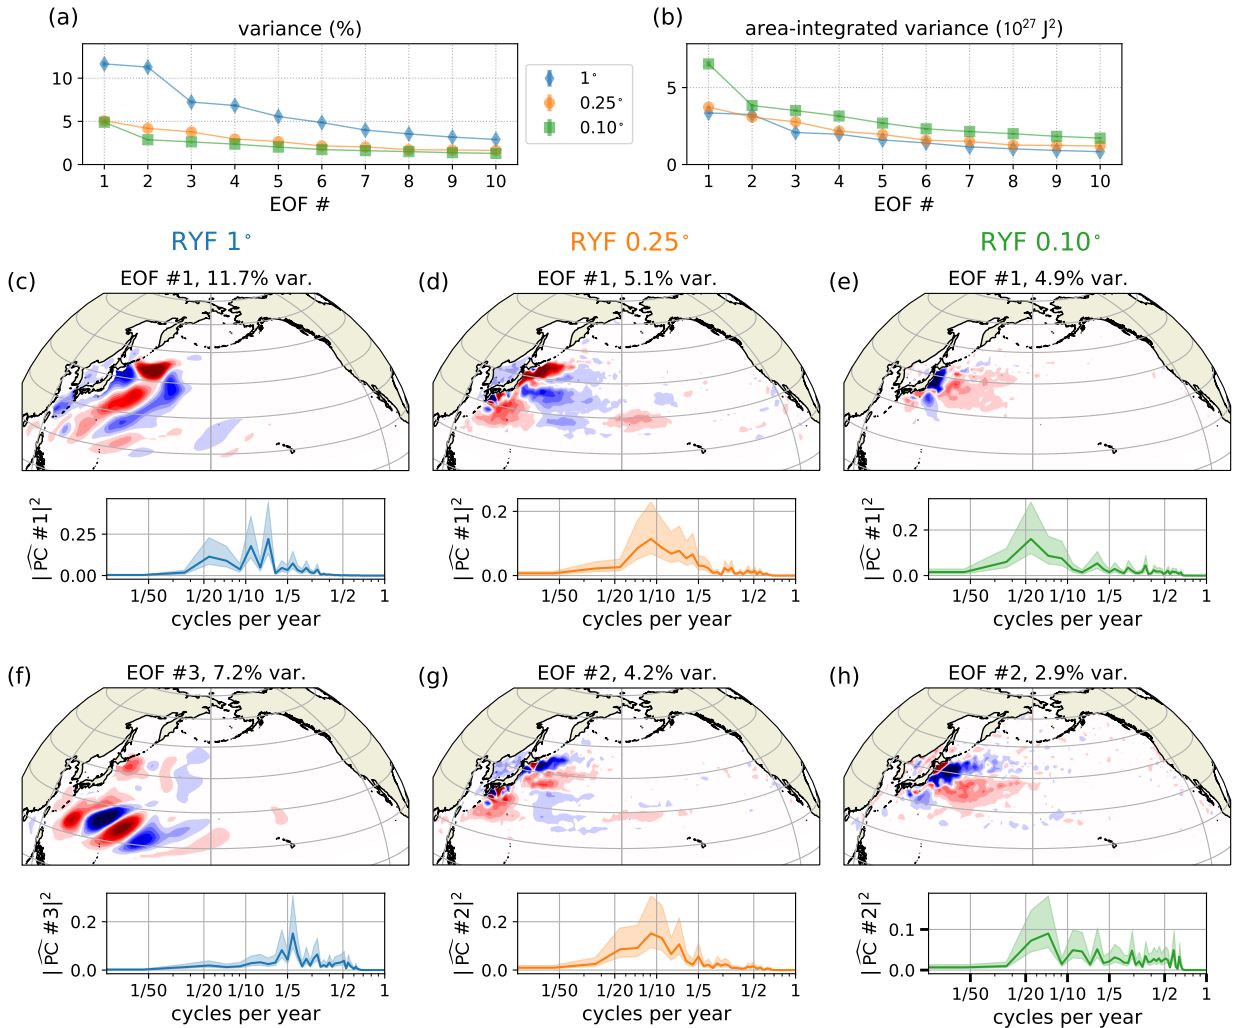 (a)
variance (%)
10
5
0
1 2 3 4 5 6 7 8 9 10
EOF #
1°
0.25°
0.10°
(b)
area-integrated variance (10²⁷ J²)
5
0
1 2 3 4 5 6 7 8 9 10
EOF #
RYF 1°
RYF 0.25°
RYF 0.10°
(c)
EOF #1, 11.7% var.
(d)
EOF #1, 5.1% var.
(e)
EOF #1, 4.9% var.
|P̂C #1|²
0.25
0.00
1/50 1/20 1/10 1/5 1/2 1
cycles per year
|P̂C #1|²
0.2
0.0
1/50 1/20 1/10 1/5 1/2 1
cycles per year
|P̂C #1|²
0.2
0.0
1/50 1/20 1/10 1/5 1/2 1
cycles per year
(f)
EOF #3, 7.2% var.
(g)
EOF #2, 4.2% var.
(h)
EOF #2, 2.9% var.
|P̂C #3|²
0.2
0.0
1/50 1/20 1/10 1/5 1/2 1
cycles per year
|P̂C #2|²
0.2
0.0
1/50 1/20 1/10 1/5 1/2 1
cycles per year
|P̂C #2|²
0.1
0.0
1/50 1/20 1/10 1/5 1/2 1
cycles per year